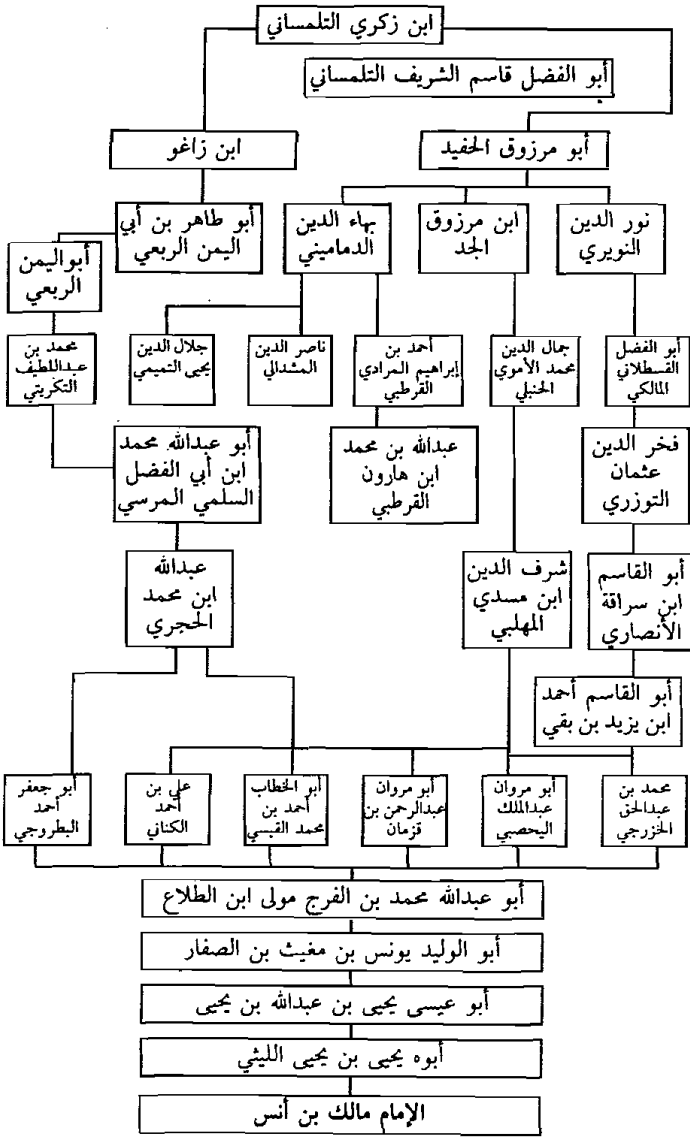 ابن زكري التلمساني
أبو الفضل قاسم الشريف التلمساني
أبو مرزوق الحفيد
ابن زاغو
نور الدين
النويري
ابن مرزوق
الجد
بهاء الدين
الدماميني
أبو طاهر بن أبي
اليمن الربعي
أبواليمن
الربعي
أبو الفضل
القسطلاني
المالكي
جمال الدين
محمد الأموي
الحنبلي
أحمد بن
إبراهيم المرادي
القرطبي
ناصر الدين
المشدالي
جلال الدين
يحيى التميمي
محمد بن
عبداللطيف
التكريتي
فخر الدين
عثمان
التوزري
عبدالله بن محمد
ابن هارون
القرطبي
أبو عبدالله محمد
ابن أبي الفضل
السلمي المرسي
أبو القاسم
ابن سراقة
الأنصاري
شرف الدين
ابن مسدي
المهلبي
عبدالله
ابن محمد
الحجري
أبو القاسم أحمد
ابن يزيد بن بقي
محمد بن
عبدالحق
الخزرجي
أبو مروان
عبدالملك
اليحصبي
أبو مروان
عبدالرحمن بن
قزمان
أبو الخطاب
أحمد بن
محمد القيسي
علي بن
أحمد
الكناني
أبو جعفر
أحمد
البطروجي
أبو عبدالله محمد بن الفرج مولى ابن الطلاع
أبو الوليد يونس بن مغيث بن الصفار
أبو عيسى يحيى بن عبدالله بن يحيى
أبوه يحيى بن يحيى الليثي
الإمام مالك بن أنس